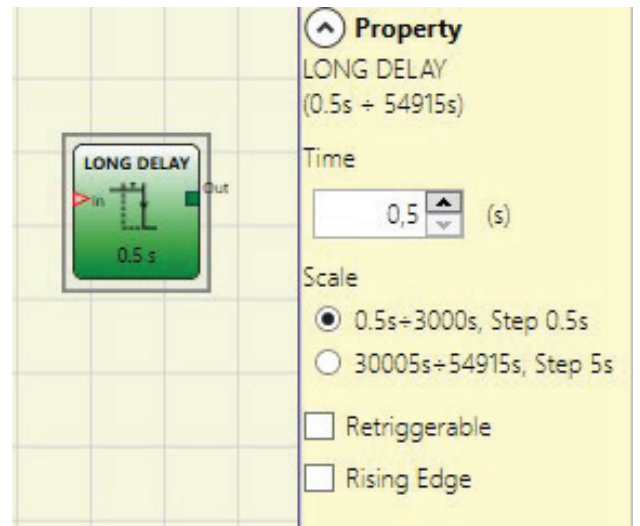 LONG DELAY
In
Out
0.5 s
Property
LONG DELAY
(0.5s ÷ 54915s)
Time
0,5 (s)
Scale
0.5s÷3000s, Step 0.5s
30005s÷54915s, Step 5s
Retriggerable
Rising Edge